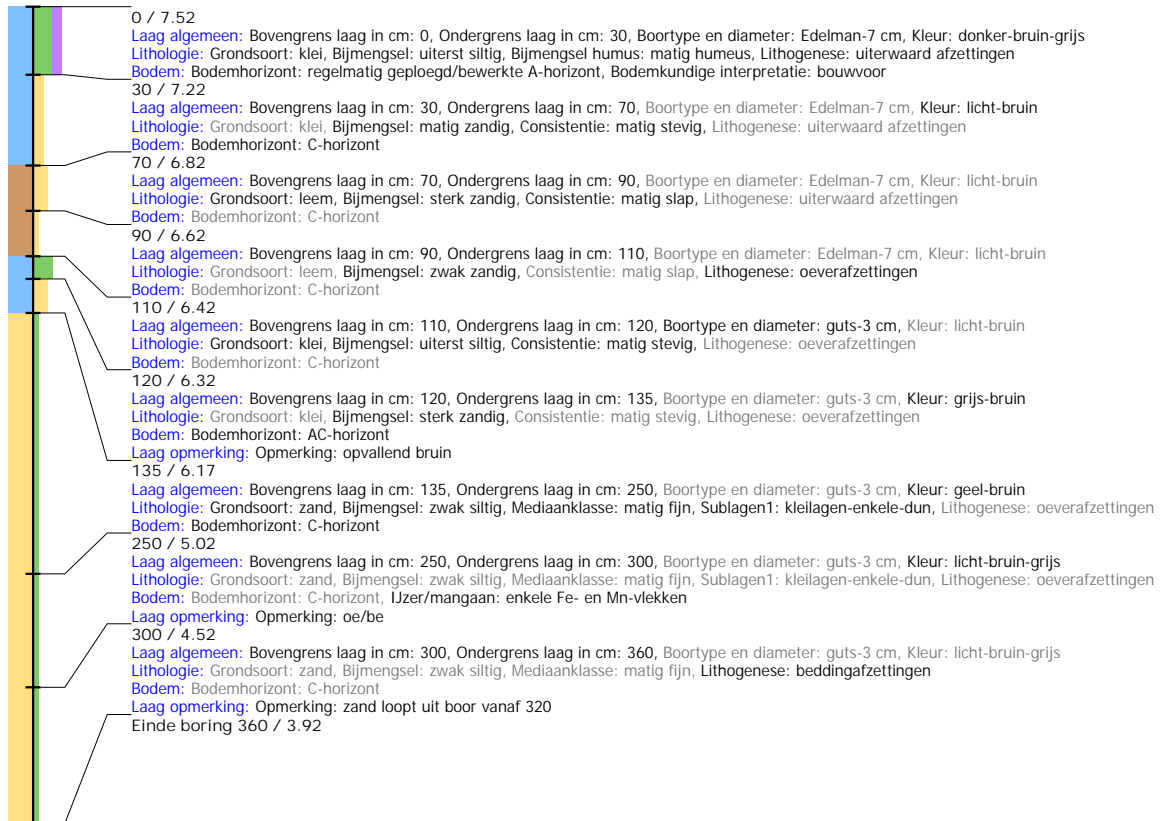 0 / 7.52
Laag algemeen: Bovengrens laag in cm: 0, Ondergrens laag in cm: 30, Boortype en diameter: Edelman-7 cm, Kleur: donker-bruin-grijs
Lithologie: Grondsoort: klei, Bijmengsel: uiterst siltig, Bijmengsel humus: matig humeus, Lithogenese: uiterwaard afzettingen
Bodem: Bodemhorizont: regelmatig geploegd/bewerkte A-horizont, Bodemkundige interpretatie: bouwvoor
30 / 7.22
Laag algemeen: Bovengrens laag in cm: 30, Ondergrens laag in cm: 70, Boortype en diameter: Edelman-7 cm, Kleur: licht-bruin
Lithologie: Grondsoort: klei, Bijmengsel: matig zandig, Consistentie: matig stevig, Lithogenese: uiterwaard afzettingen
Bodem: Bodemhorizont: C-horizont
70 / 6.82
Laag algemeen: Bovengrens laag in cm: 70, Ondergrens laag in cm: 90, Boortype en diameter: Edelman-7 cm, Kleur: licht-bruin
Lithologie: Grondsoort: leem, Bijmengsel: sterk zandig, Consistentie: matig slap, Lithogenese: uiterwaard afzettingen
Bodem: Bodemhorizont: C-horizont
90 / 6.62
Laag algemeen: Bovengrens laag in cm: 90, Ondergrens laag in cm: 110, Boortype en diameter: Edelman-7 cm, Kleur: licht-bruin
Lithologie: Grondsoort: leem, Bijmengsel: zwak zandig, Consistentie: matig slap, Lithogenese: oeverafzettingen
Bodem: Bodemhorizont: C-horizont
110 / 6.42
Laag algemeen: Bovengrens laag in cm: 110, Ondergrens laag in cm: 120, Boortype en diameter: guts-3 cm, Kleur: licht-bruin
Lithologie: Grondsoort: klei, Bijmengsel: uiterst siltig, Consistentie: matig stevig, Lithogenese: oeverafzettingen
Bodem: Bodemhorizont: C-horizont
120 / 6.32
Laag algemeen: Bovengrens laag in cm: 120, Ondergrens laag in cm: 135, Boortype en diameter: guts-3 cm, Kleur: grijs-bruin
Lithologie: Grondsoort: klei, Bijmengsel: sterk zandig, Consistentie: matig stevig, Lithogenese: oeverafzettingen
Bodem: Bodemhorizont: AC-horizont
Laag opmerking: Opmerking: opvallend bruin
135 / 6.17
Laag algemeen: Bovengrens laag in cm: 135, Ondergrens laag in cm: 250, Boortype en diameter: guts-3 cm, Kleur: geel-bruin
Lithologie: Grondsoort: zand, Bijmengsel: zwak siltig, Mediaanklasse: matig fijn, Sublagen1: kleilagen-enkele-dun, Lithogenese: oeverafzettingen
Bodem: Bodemhorizont: C-horizont
250 / 5.02
Laag algemeen: Bovengrens laag in cm: 250, Ondergrens laag in cm: 300, Boortype en diameter: guts-3 cm, Kleur: licht-bruin-grijs
Lithologie: Grondsoort: zand, Bijmengsel: zwak siltig, Mediaanklasse: matig fijn, Sublagen1: kleilagen-enkele-dun, Lithogenese: oeverafzettingen
Bodem: Bodemhorizont: C-horizont, IJzer/mangaan: enkele Fe- en Mn-vlekken
Laag opmerking: Opmerking: oe/be
300 / 4.52
Laag algemeen: Bovengrens laag in cm: 300, Ondergrens laag in cm: 360, Boortype en diameter: guts-3 cm, Kleur: licht-bruin-grijs
Lithologie: Grondsoort: zand, Bijmengsel: zwak siltig, Mediaanklasse: matig fijn, Lithogenese: beddingafzettingen
Bodem: Bodemhorizont: C-horizont
Laag opmerking: Opmerking: zand loopt uit boor vanaf 320
Einde boring 360 / 3.92